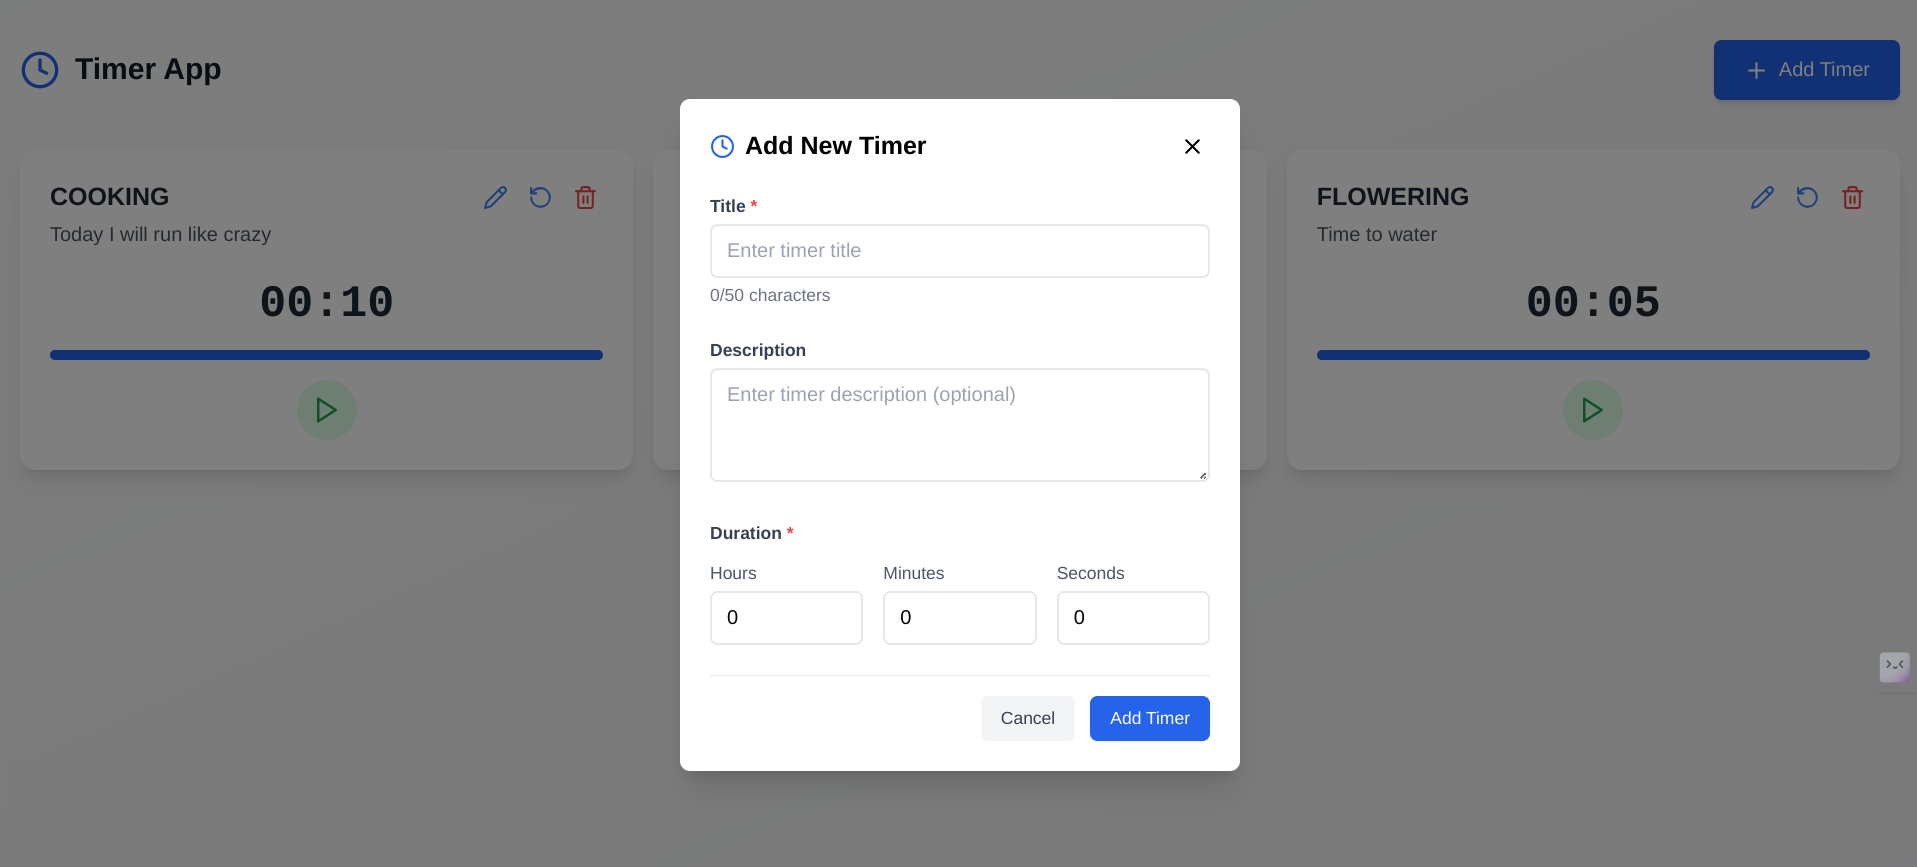 Timer App
Add Timer
COOKING
Today I will run like crazy
00:10
FLOWERING
Time to water
00:05
Add New Timer
Title *
Enter timer title
0/50 characters
Description
Enter timer description (optional)
Duration *
Hours Minutes Seconds
0 0 0
Cancel Add Timer